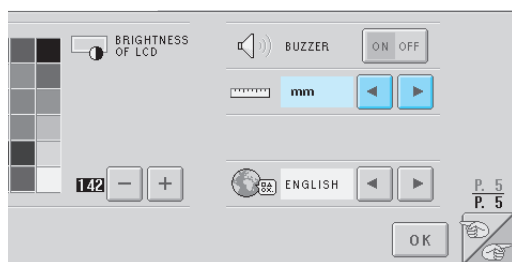 BRIGHTNESS
OF LCD
142
BUZZER
ON OFF
mm
ENGLISH
P. 5
P. 5
OK